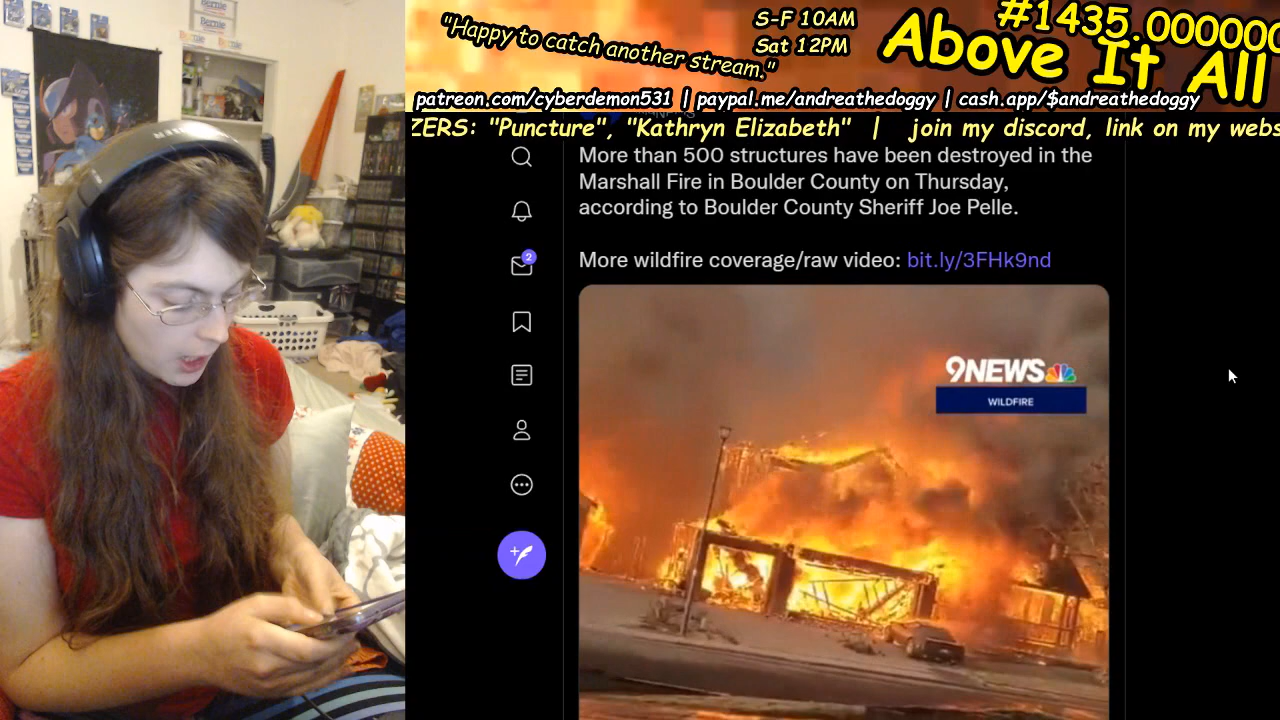 "Happy to catch another stream."
S-F 10AM
Sat 12PM
#1435.000000
Above It All
patreon.com/cyberdemon531 | paypal.me/andreathedoggy | cash.app/$andreathedoggy
ZERS: "Puncture", "Kathryn Elizabeth" | join my discord, link on my webs
More than 500 structures have been destroyed in the
Marshall Fire in Boulder County on Thursday,
according to Boulder County Sheriff Joe Pelle.
More wildfire coverage/raw video: bit.ly/3FHk9nd
2
9NEWS
WILDFIRE
Bernie
Bernie